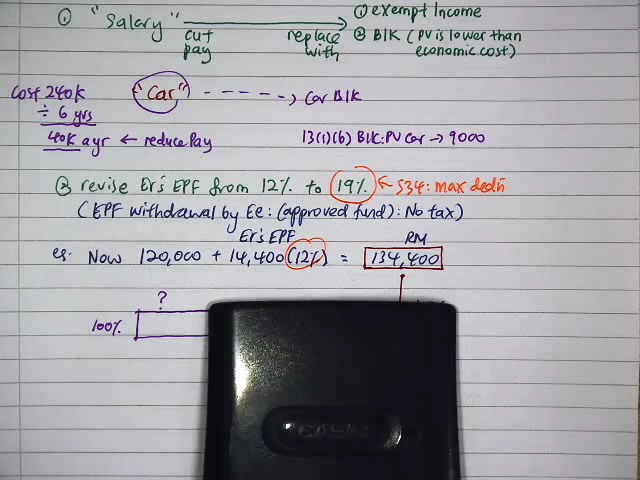 ① "Salary" cut pay replace with ① exempt Income
② BIK (PV is lower than economic cost)
Cost 240k "Car" -----> Car BIK
÷ 6 yrs
40k a yr ← reduce Pay 13(1)(b) BIK: PV Car → 9000
② revise Er's EPF from 12% to 19% ← S34: max dedn
(EPF withdrawal by Ee: (approved fund): No tax)
Er's EPF RM
eg. Now 120,000 + 14,400 (12%) = 134,400
?
100%